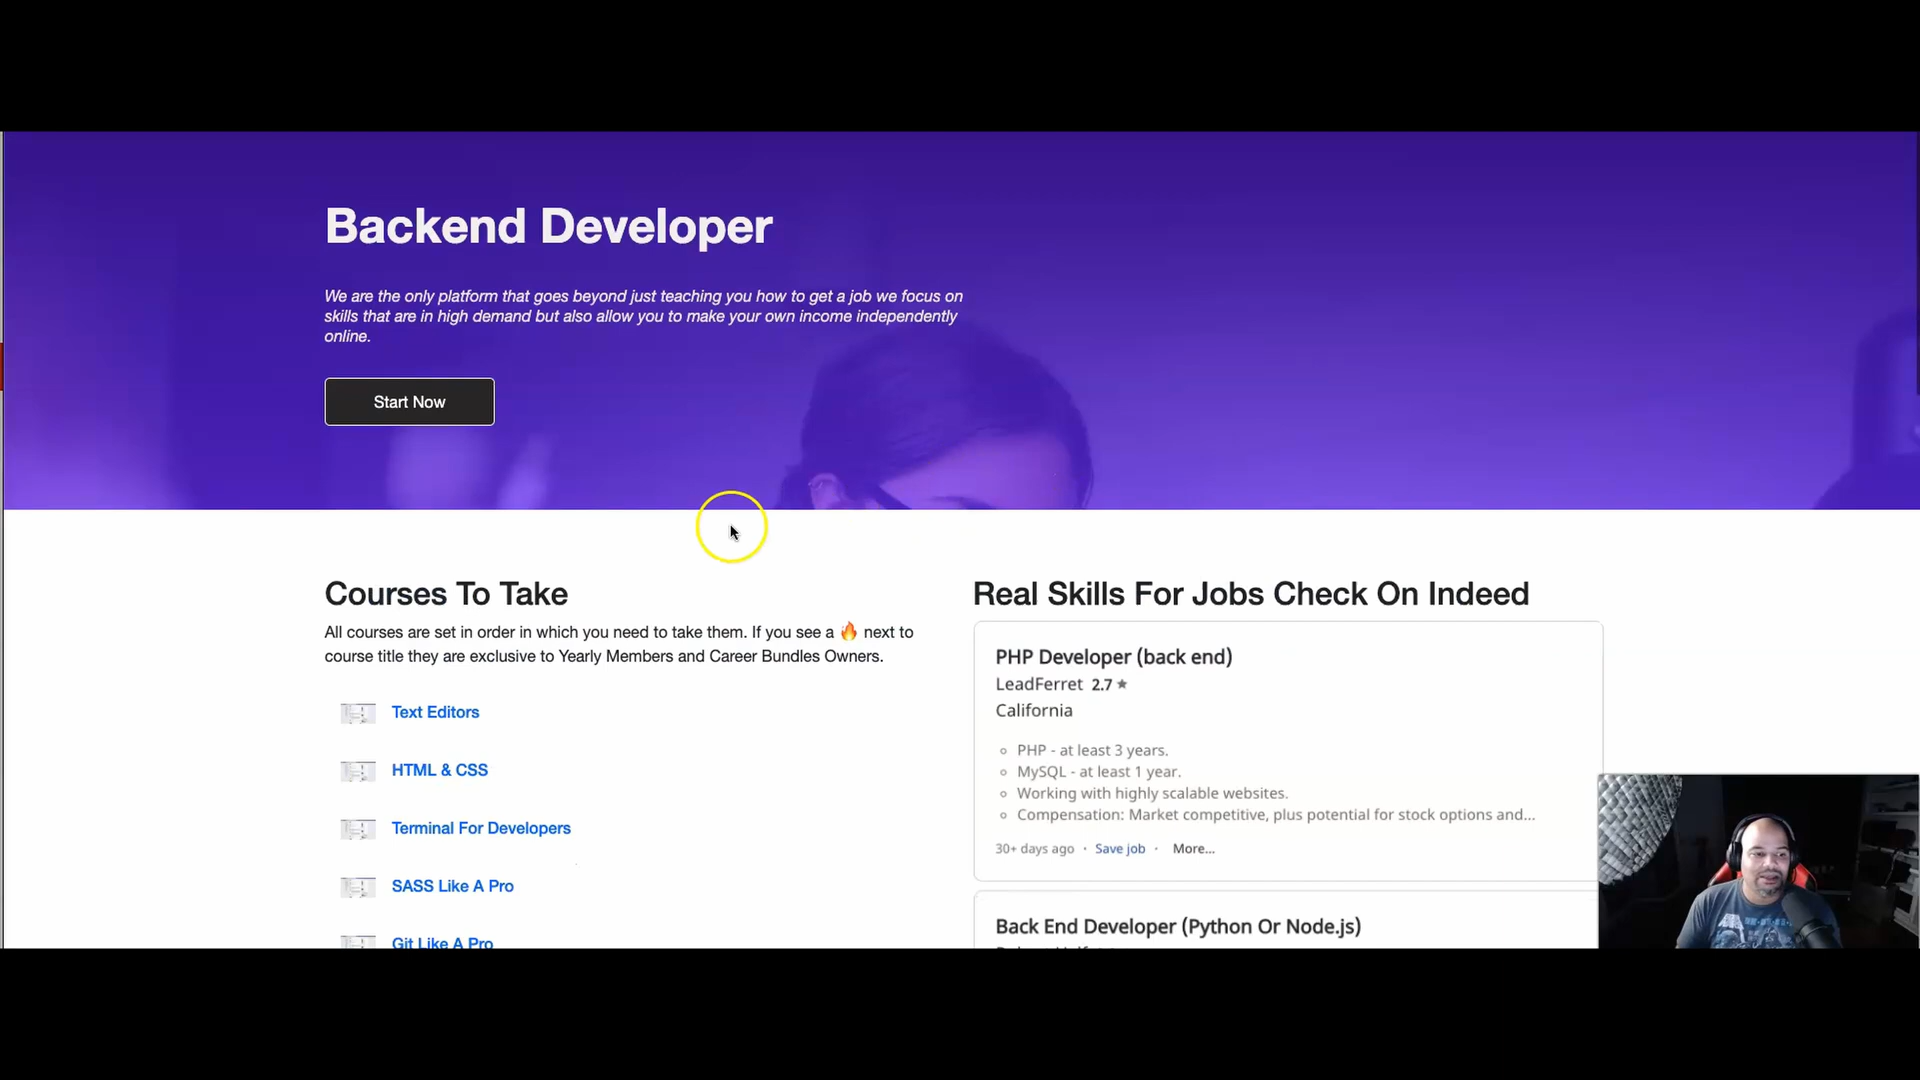 Backend Developer
We are the only platform that goes beyond just teaching you how to get a job we focus on
skills that are in high demand but also allow you to make your own income independently
online.
Start Now
Courses To Take
All courses are set in order in which you need to take them. If you see a 🔥 next to
course title they are exclusive to Yearly Members and Career Bundles Owners.
Text Editors
HTML & CSS
Terminal For Developers
SASS Like A Pro
Git Like A Pro
Real Skills For Jobs Check On Indeed
PHP Developer (back end)
LeadFerret 2.7 ★
California
PHP - at least 3 years.
MySQL - at least 1 year.
Working with highly scalable websites.
Compensation: Market competitive, plus potential for stock options and...
30+ days ago · Save job · More...
Back End Developer (Python Or Node.js)